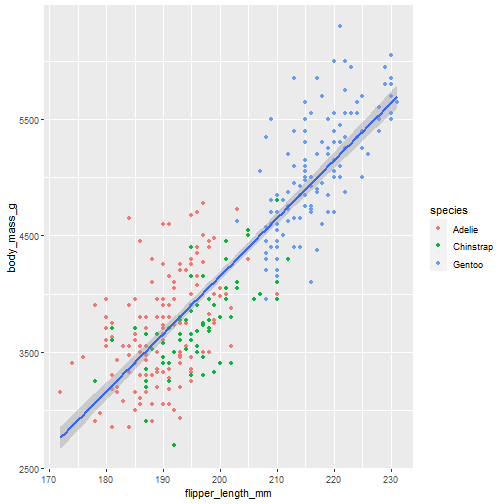 body_mass_g
5500
4500
3500
2500
170
180
190
200
210
220
230
flipper_length_mm
species
Adelie
Chinstrap
Gentoo